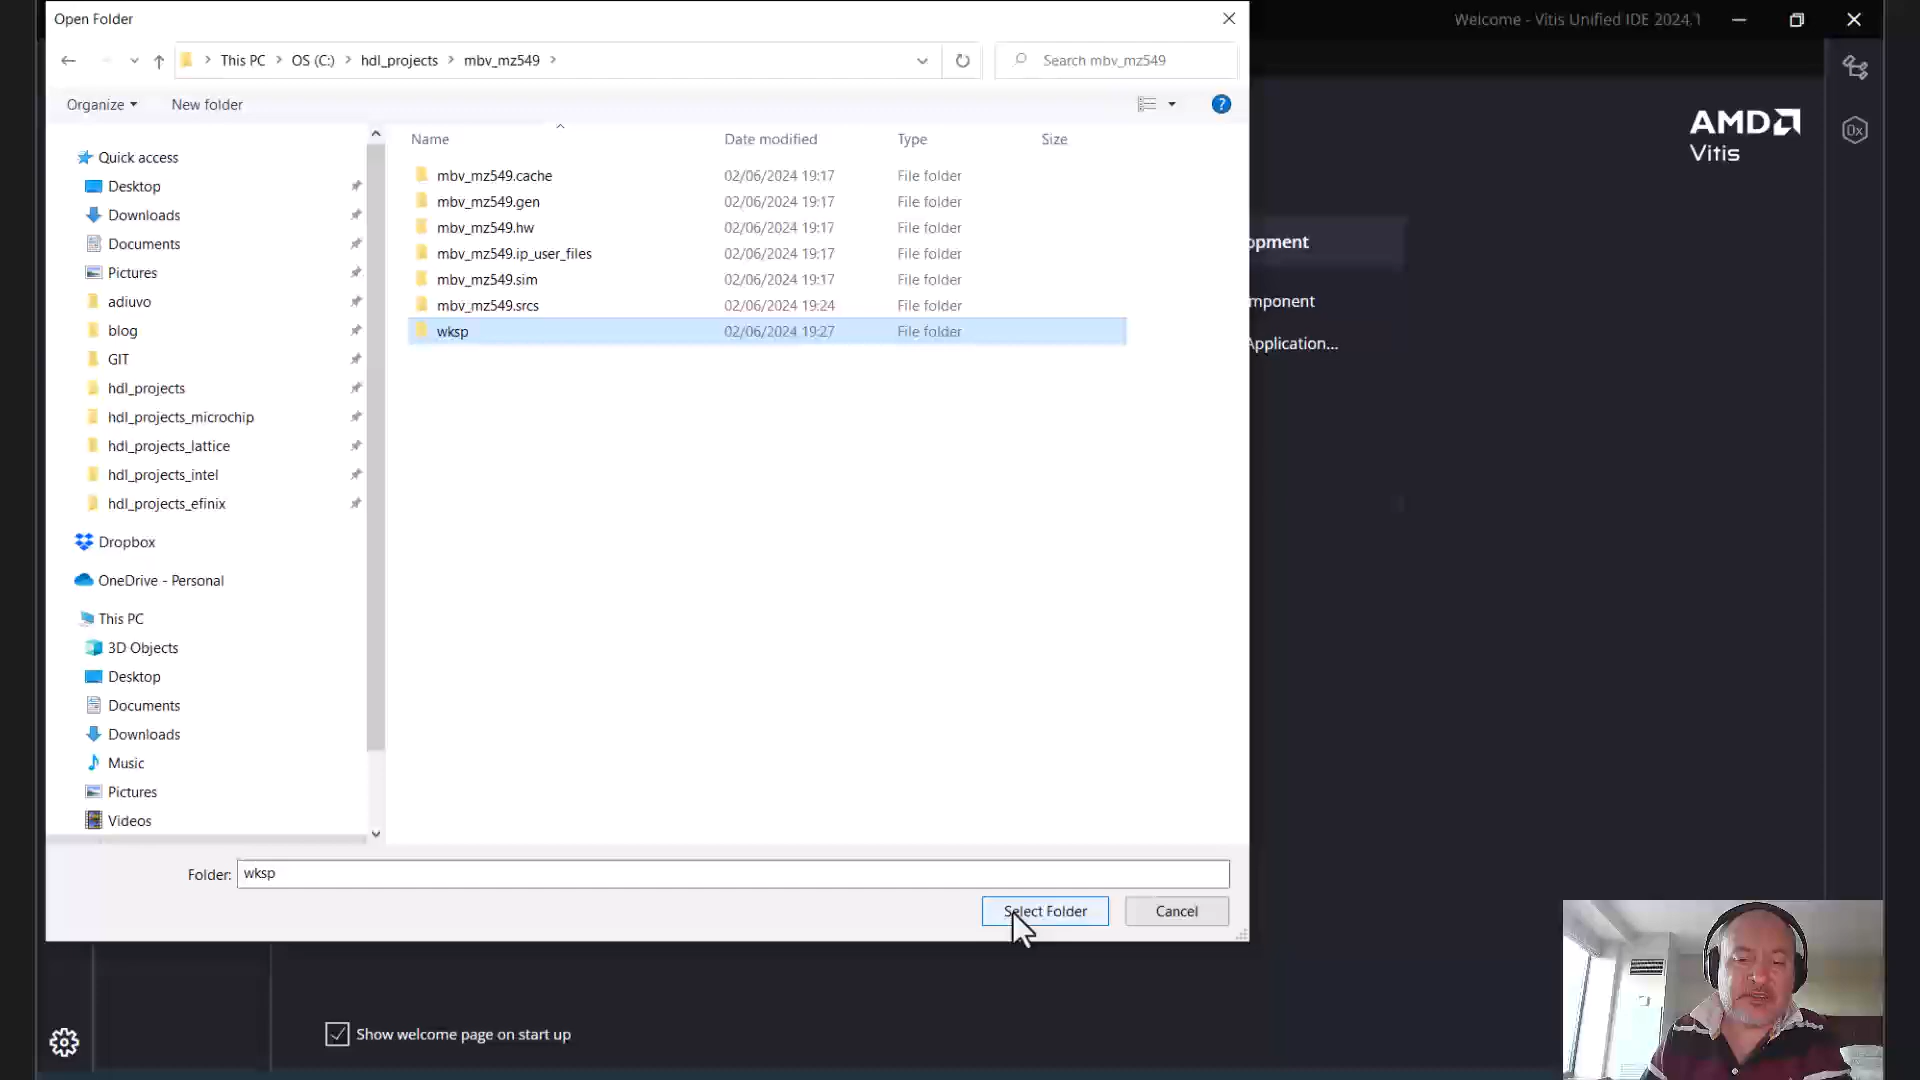 Open Folder
Welcome - Vitis Unified IDE 2024.1
This PC > OS (C:) > hdl_projects > mbv_mz549 >
Search mbv_mz549
Organize
New folder
?
AMD
Vitis
0x
Name
Date modified
Type
Size
Quick access
Desktop
Downloads
Documents
Pictures
adiuvo
blog
GIT
hdl_projects
hdl_projects_microchip
hdl_projects_lattice
hdl_projects_intel
hdl_projects_efinix
Dropbox
OneDrive - Personal
This PC
3D Objects
Desktop
Documents
Downloads
Music
Pictures
Videos
mbv_mz549.cache 02/06/2024 19:17 File folder
mbv_mz549.gen 02/06/2024 19:17 File folder
mbv_mz549.hw 02/06/2024 19:17 File folder
mbv_mz549.ip_user_files 02/06/2024 19:17 File folder
mbv_mz549.sim 02/06/2024 19:17 File folder
mbv_mz549.srcs 02/06/2024 19:24 File folder
wksp 02/06/2024 19:27 File folder
opment
mponent
Application...
Folder: wksp
Select Folder
Cancel
Show welcome page on start up